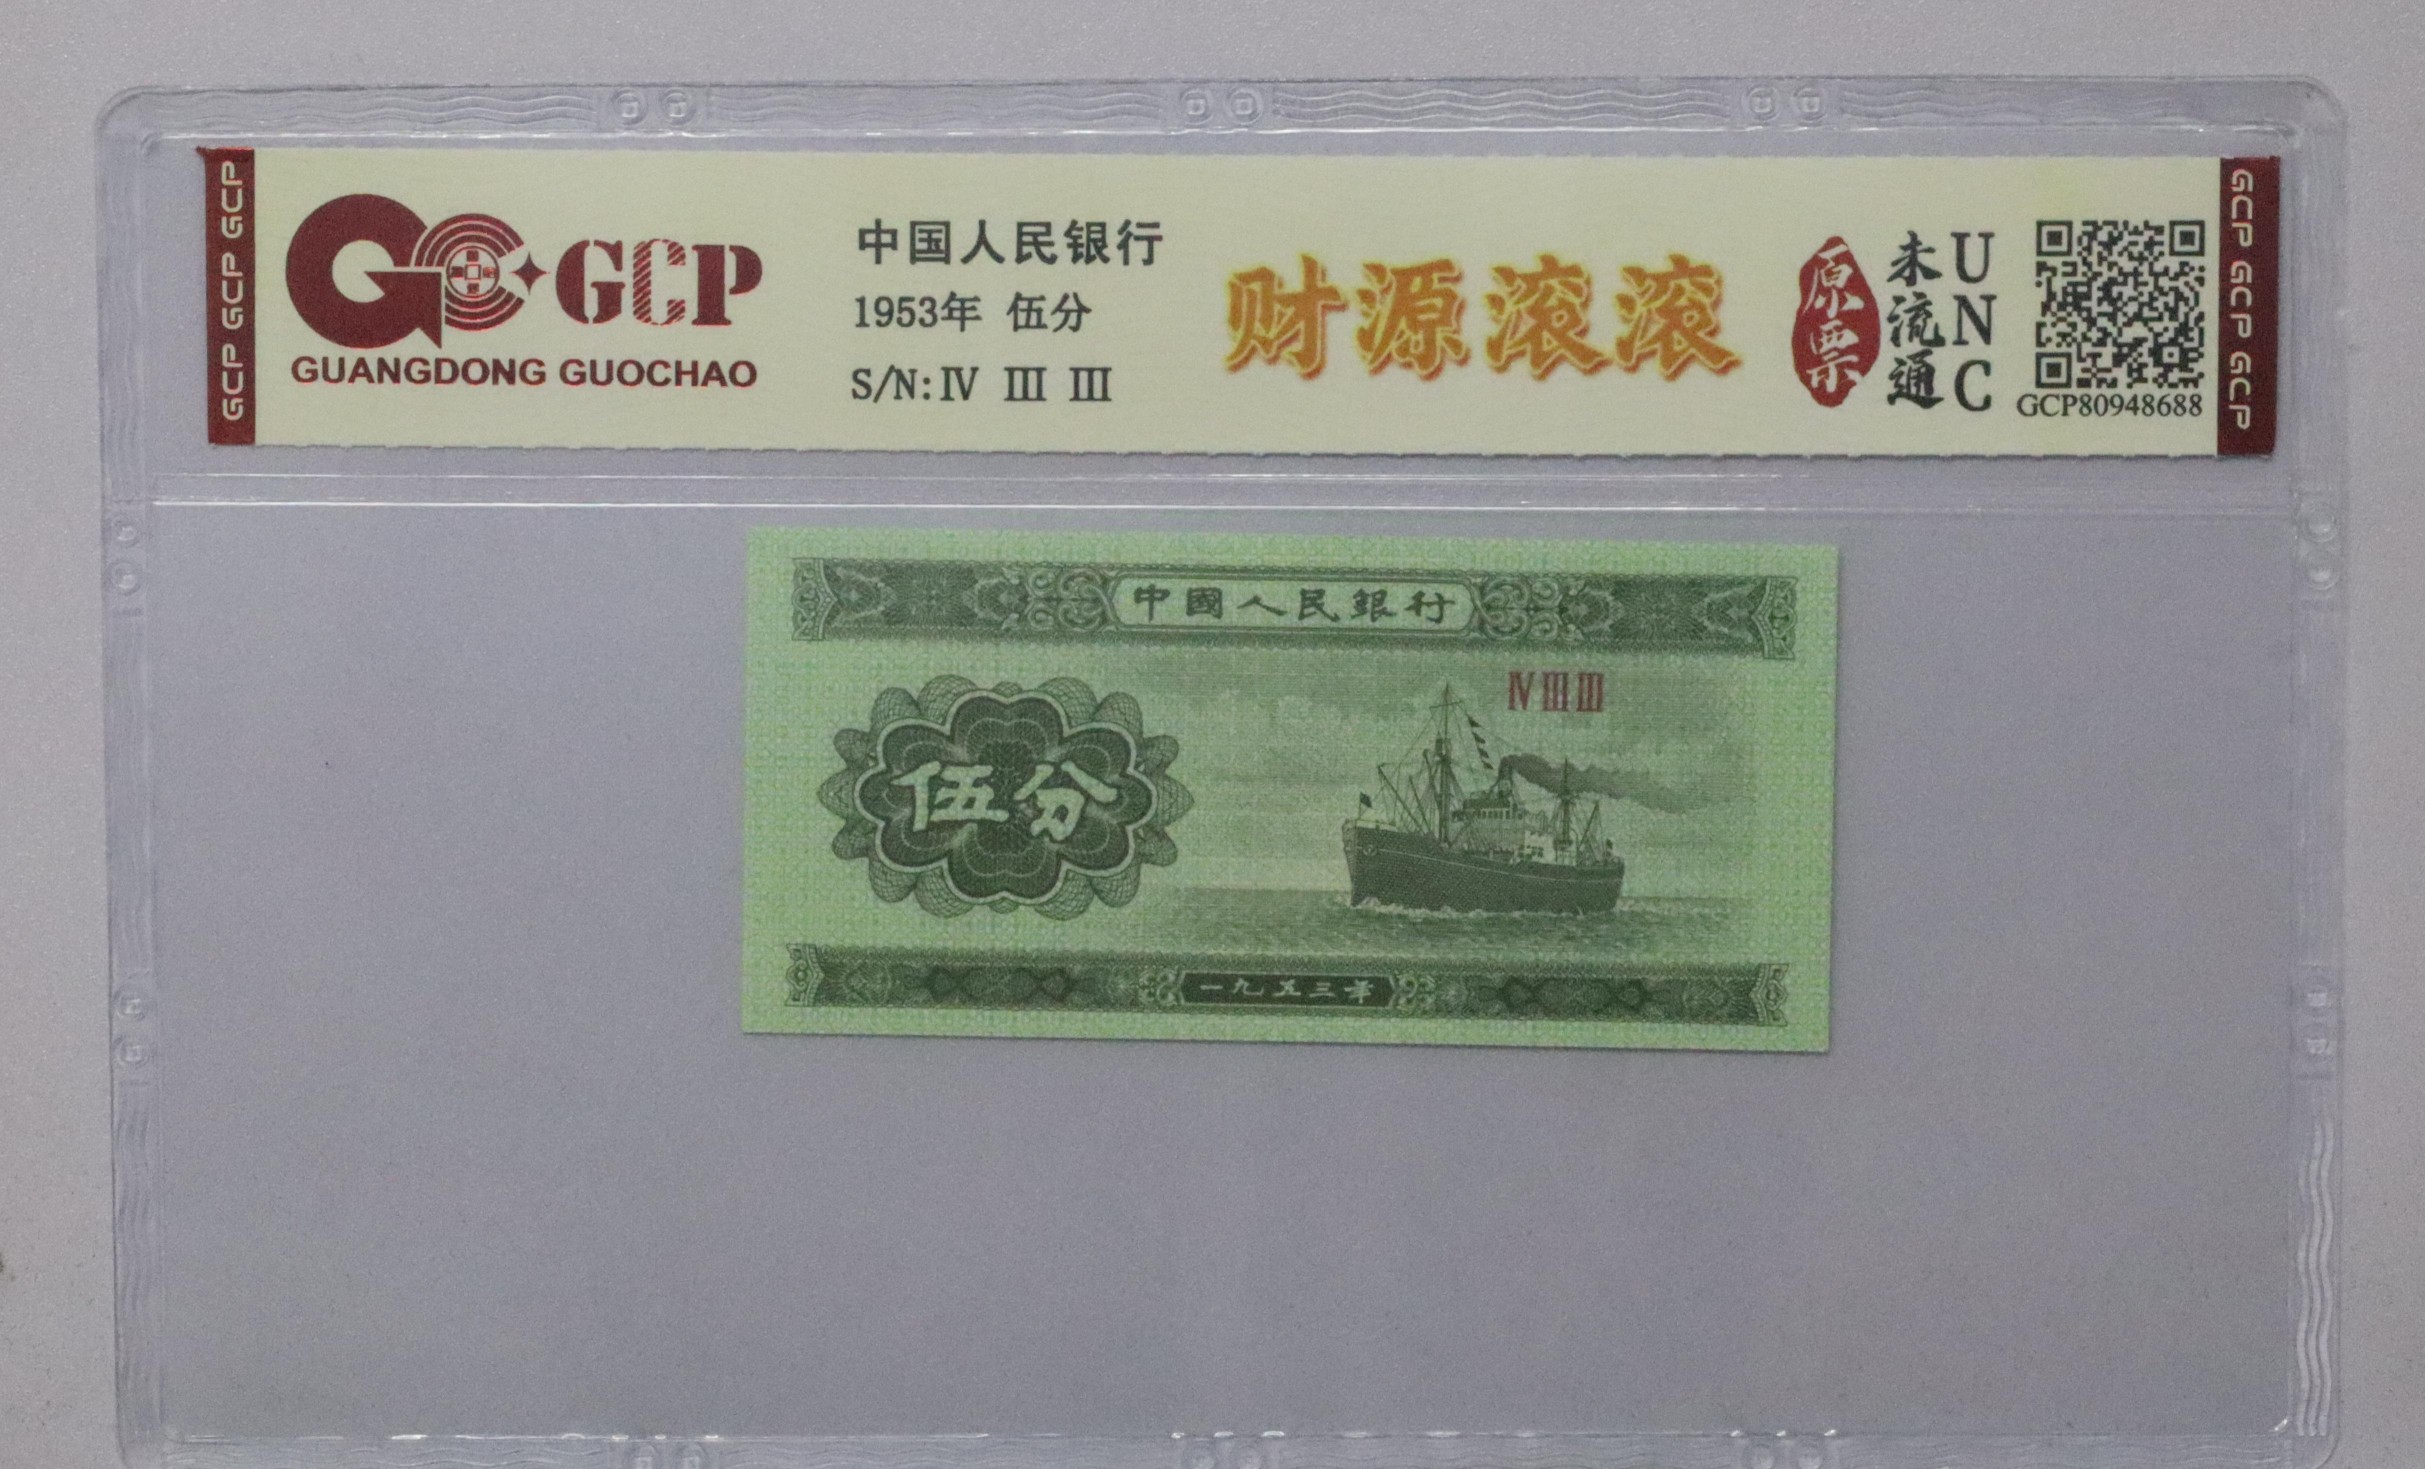 GCP GCP GCP
GCP
GUANGDONG GUOCHAO
中国人民银行
1953年 伍分
S/N: Ⅳ Ⅲ Ⅲ
财源滚滚
原票
未流通
UNC
GCP80948688
GCP GCP GCP
中國人民銀行
ⅣⅢⅢ
伍分
一九五三年